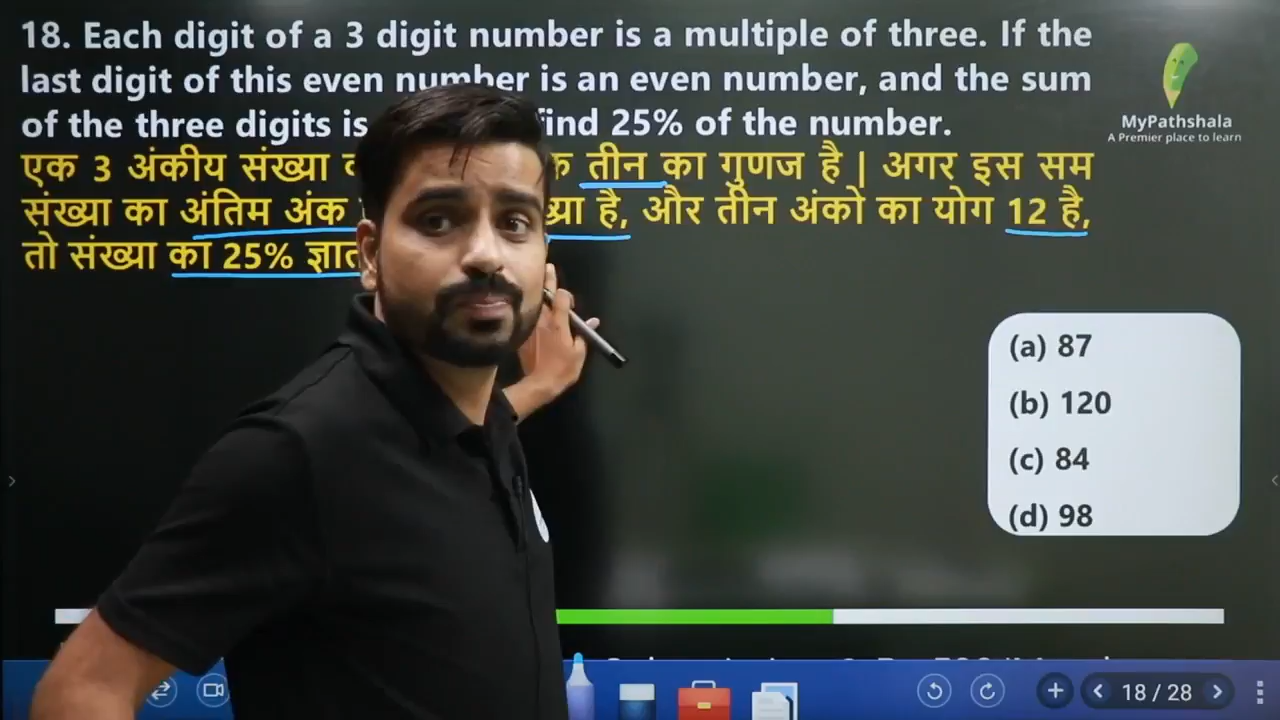 18. Each digit of a 3 digit number is a multiple of three. If the
last digit of this even number is an even number, and the sum
of the three digits is find 25% of the number.
एक 3 अंकीय संख्या तीन का गुणज है | अगर इस सम
संख्या का अंतिम अंक है, और तीन अंको का योग 12 है,
तो संख्या का 25%
MyPathshala
A Premier place to learn
(a) 87
(b) 120
(c) 84
(d) 98
18 / 28